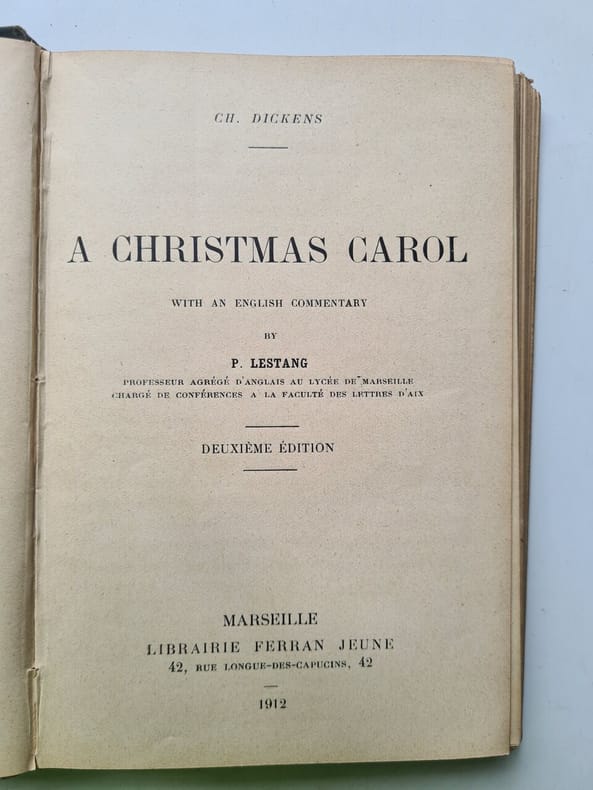 CH. DICKENS
A CHRISTMAS CAROL
WITH AN ENGLISH COMMENTARY
BY
P. LESTANG
PROFESSEUR AGRÉGÉ D'ANGLAIS AU LYCÉE DE MARSEILLE
CHARGÉ DE CONFÉRENCES A LA FACULTÉ DES LETTRES D'AIX
DEUXIÈME ÉDITION
MARSEILLE
LIBRAIRIE FERRAN JEUNE
42, RUE LONGUE-DES-CAPUCINS, 42
1912